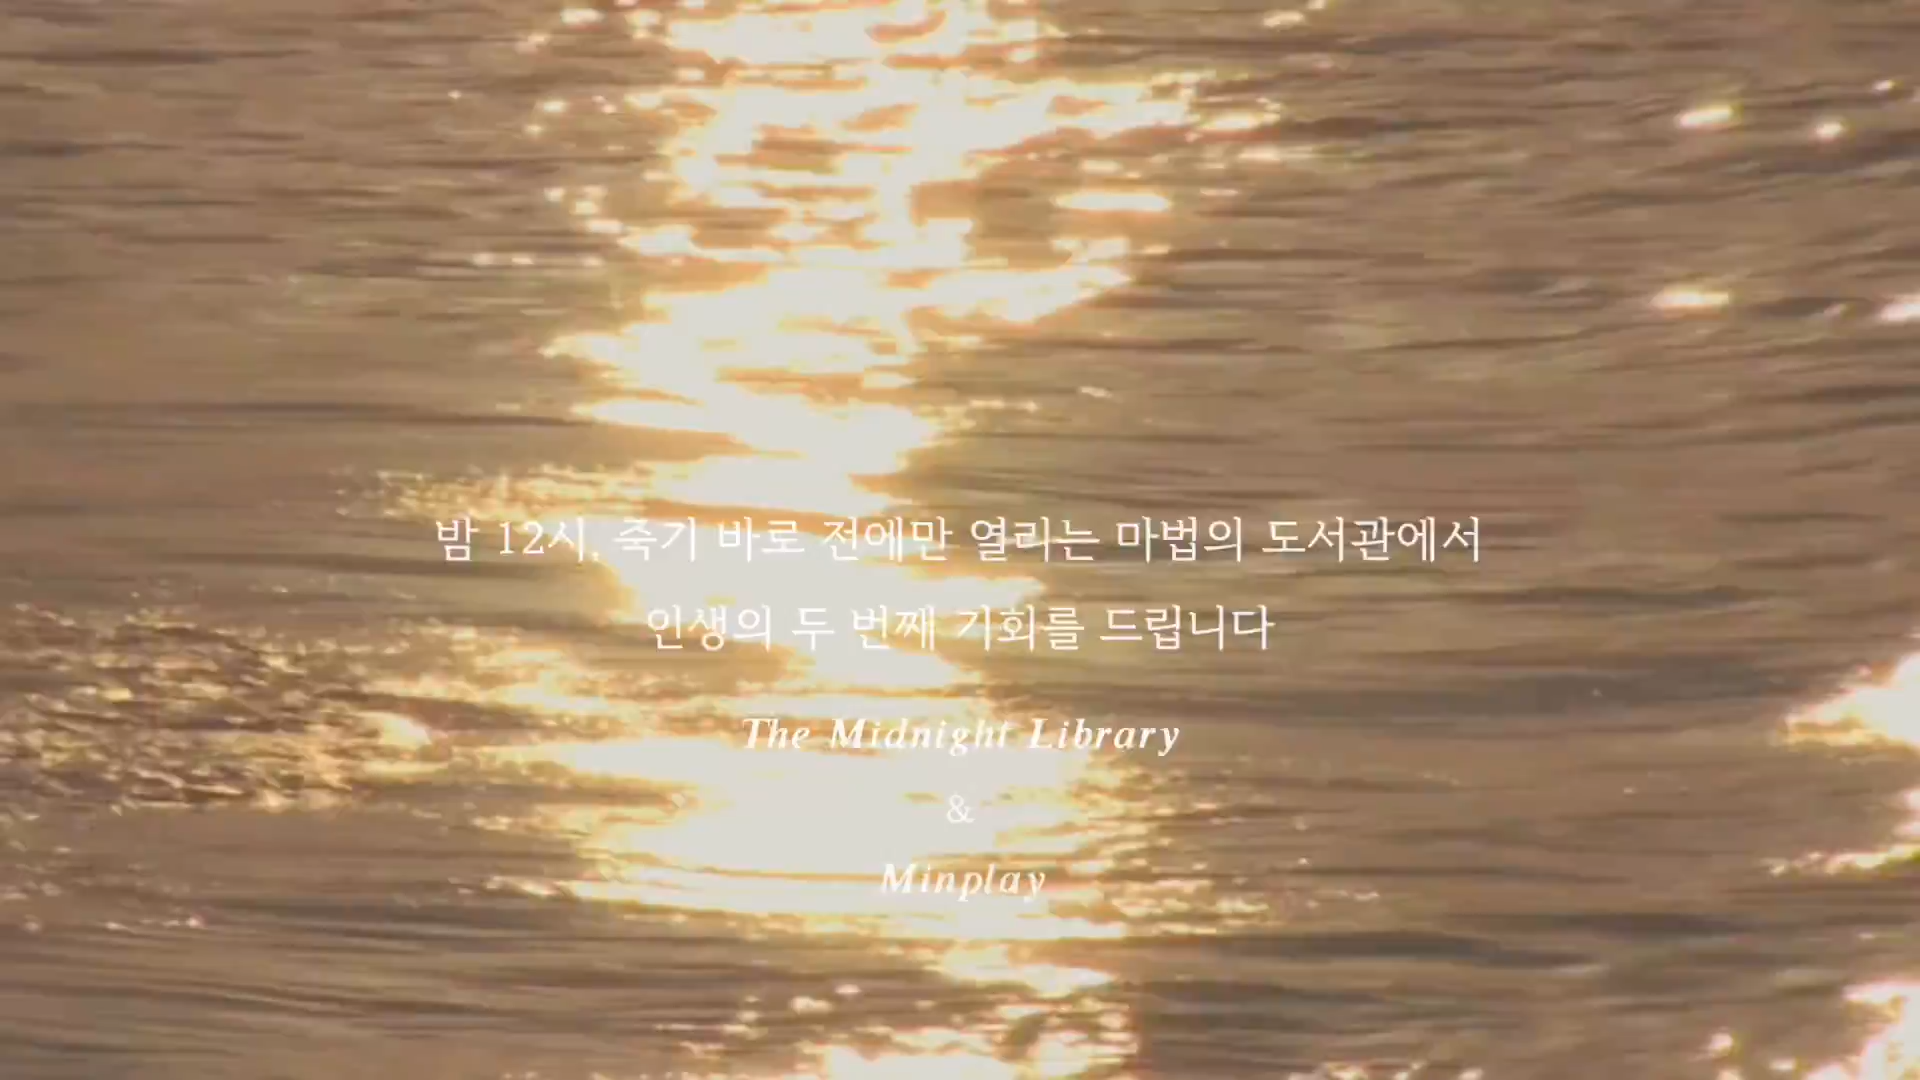 밤 12시, 죽기 바로 전에만 열리는 마법의 도서관에서
인생의 두 번째 기회를 드립니다
The Midnight Library
&
Minplay